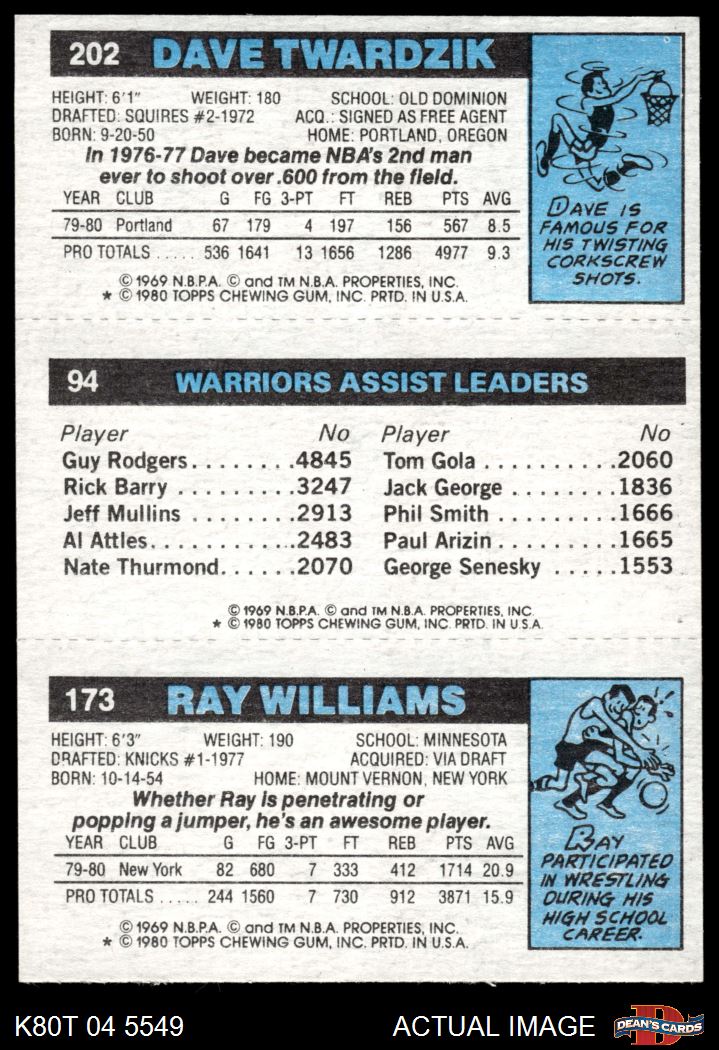 202 DAVE TWARDZIK
HEIGHT: 6'1" WEIGHT: 180 SCHOOL: OLD DOMINION
DRAFTED: SQUIRES #2-1972 ACQ.: SIGNED AS FREE AGENT
BORN: 9-20-50 HOME: PORTLAND, OREGON
In 1976-77 Dave became NBA's 2nd man
ever to shoot over .600 from the field.
YEAR CLUB G FG 3-PT FT REB PTS AVG
79-80 Portland 67 179 4 197 156 567 8.5
PRO TOTALS ..... 536 1641 13 1656 1286 4977 9.3
© 1969 N.B.P.A. © and TM N.B.A. PROPERTIES, INC.
* © 1980 TOPPS CHEWING GUM, INC. PRTD. IN U.S.A.
DAVE IS
FAMOUS FOR
HIS TWISTING
CORKSCREW
SHOTS.
94 WARRIORS ASSIST LEADERS
Player No Player No
Guy Rodgers........4845 Tom Gola..........2060
Rick Barry.........3247 Jack George........1836
Jeff Mullins........2913 Phil Smith.........1666
Al Attles...........2483 Paul Arizin.........1665
Nate Thurmond......2070 George Senesky.....1553
© 1969 N.B.P.A. © and TM N.B.A. PROPERTIES, INC.
* © 1980 TOPPS CHEWING GUM, INC. PRTD. IN U.S.A.
173 RAY WILLIAMS
HEIGHT: 6'3" WEIGHT: 190 SCHOOL: MINNESOTA
DRAFTED: KNICKS #1-1977 ACQUIRED: VIA DRAFT
BORN: 10-14-54 HOME: MOUNT VERNON, NEW YORK
Whether Ray is penetrating or
popping a jumper, he's an awesome player.
YEAR CLUB G FG 3-PT FT REB PTS AVG
79-80 New York 82 680 7 333 412 1714 20.9
PRO TOTALS ..... 244 1560 7 730 912 3871 15.9
© 1969 N.B.P.A. © and TM N.B.A. PROPERTIES, INC.
* © 1980 TOPPS CHEWING GUM, INC. PRTD. IN U.S.A.
RAY
PARTICIPATED
IN WRESTLING
DURING HIS
HIGH SCHOOL
CAREER.
K80T 04 5549 ACTUAL IMAGE DEAN'S CARDS